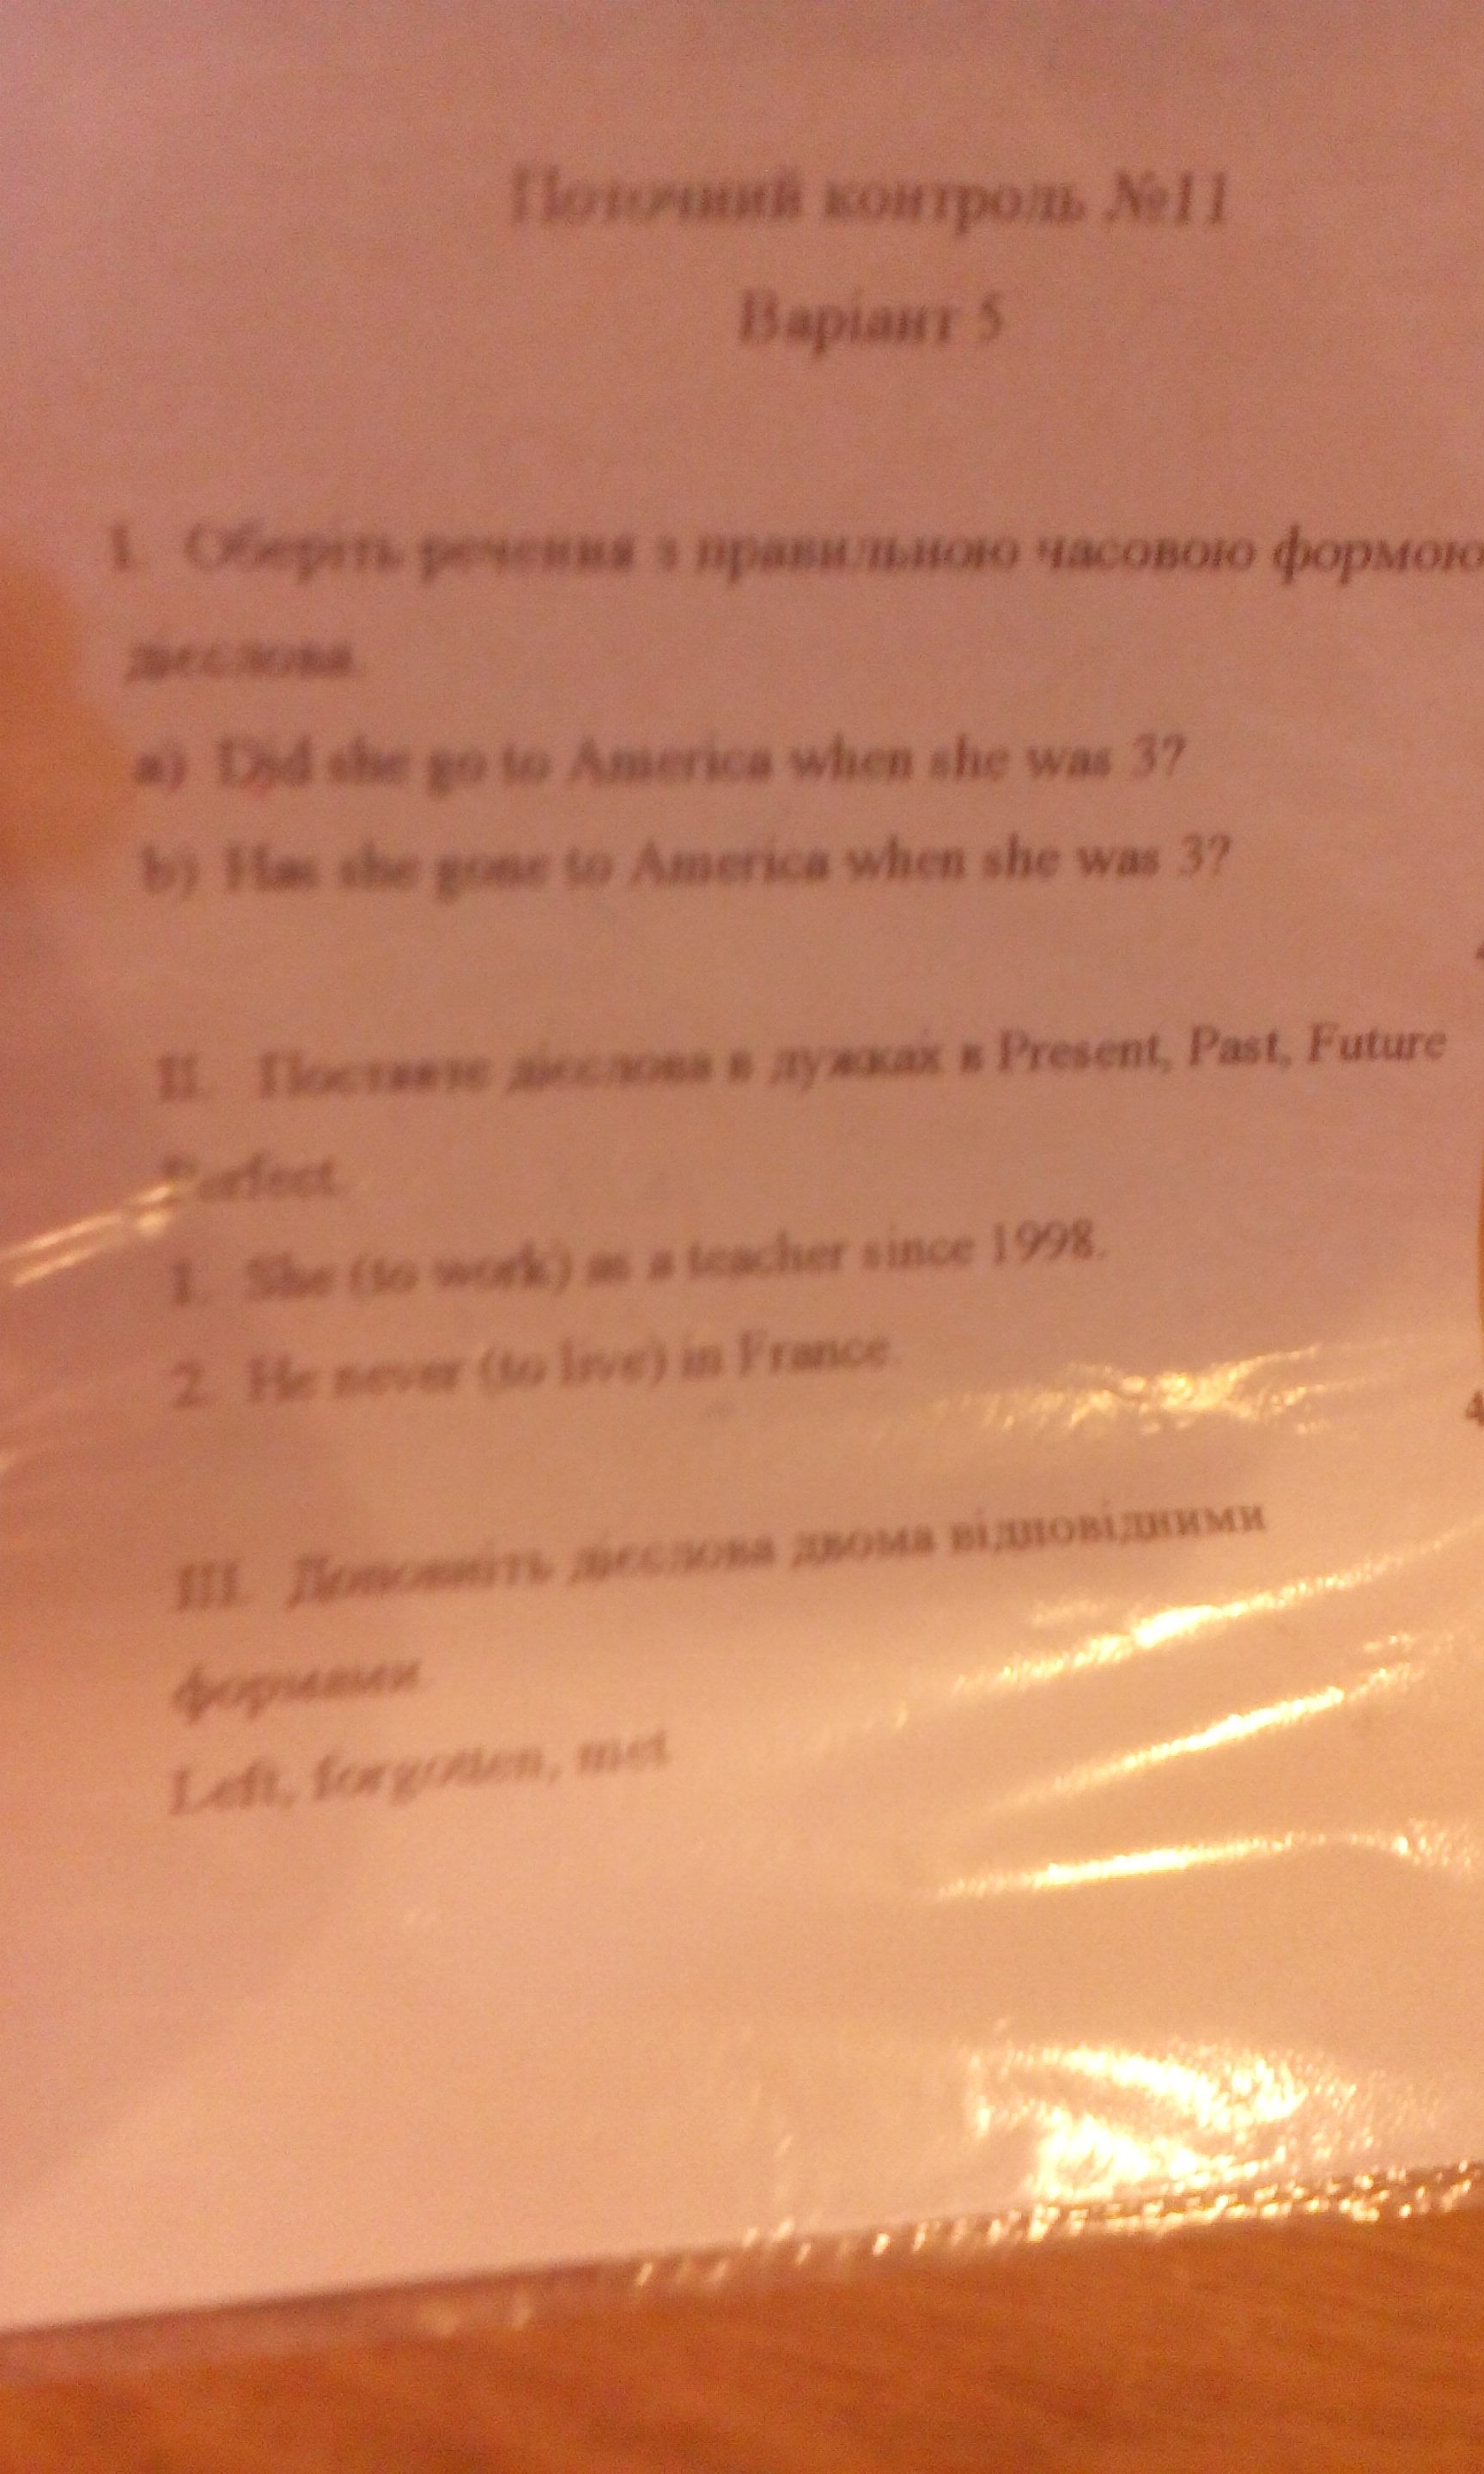 Поточний контроль №11
Варіант 5
I. Оберіть речення з правильною часовою формою
дієслова.
a) Did she go to America when she was 3?
b) Has she gone to America when she was 3?
II. Поставте дієслова в дужках в Present, Past, Future
Perfect.
1. She (to work) as a teacher since 1998.
2. He never (to live) in France.
III. Доповніть дієслова двома відповідними
формами.
Left, forgotten, met